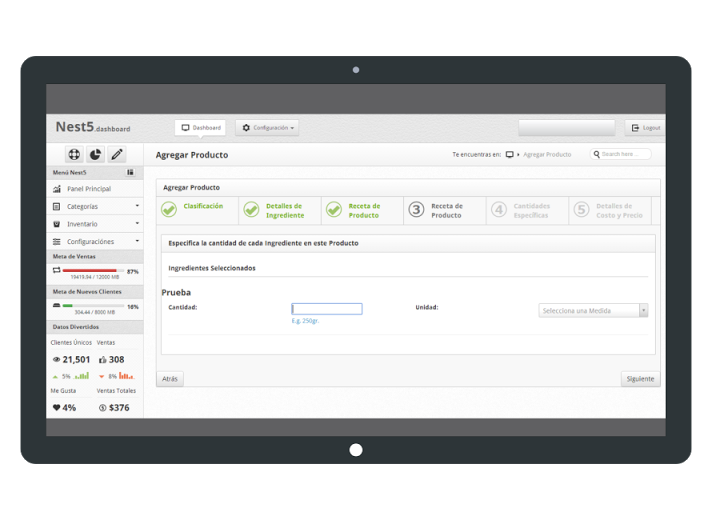 Nest5.dashboard
Dashboard
Configuración
Logout
Agregar Producto
Te encuentras en:
Agregar Producto
Search here ...
Menú Nest5
Panel Principal
Categorías
Inventario
Configuraciónes
Meta de Ventas
87%
10419.94 / 12000 MB
Meta de Nuevos Clientes
16%
304.44 / 8000 MB
Datos Divertidos
Clientes Únicos Ventas
21,501 308
5% 8%
Me Gusta Ventas Totales
4% $376
Agregar Producto
Clasificación
Detalles de
Ingrediente
Receta de
Producto
3 Receta de
Producto
4 Cantidades
Específicas
5 Detalles de
Costo y Precio
Especifica la cantidad de cada Ingrediente en este Producto
Ingredientes Seleccionados
Prueba
Cantidad:
E.g. 250gr.
Unidad:
Selecciona una Medida
Atrás
Siguiente